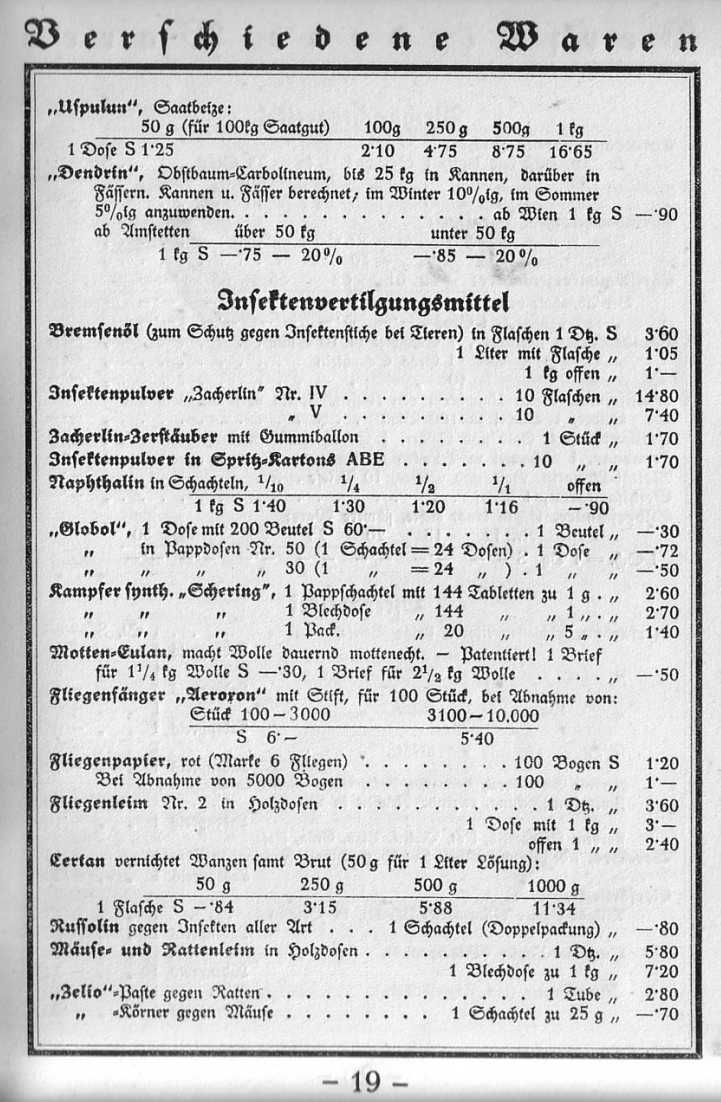 Verschiedene Waren
„Uspulun“, Saatbeize:
50 g (für 100kg Saatgut) 100g 250g 500g 1 kg
1 Dose S 1·25 2·10 4·75 8·75 16·65
„Dendrin“, Obstbaum-Carbolineum, bis 25 kg in Kannen, darüber in
Fässern. Kannen u. Fässer berechnet, im Winter 10%ig, im Sommer
5%ig anzuwenden. . . . . . . . . . . . . . ab Wien 1 kg S —·90
ab Amstetten über 50 kg unter 50 kg
1 kg S —·75 — 20% —·85 — 20%
Insektenvertilgungsmittel
Bremsenöl (zum Schutz gegen Insektenstiche bei Tieren) in Flaschen 1 Dtz. S 3·60
1 Liter mit Flasche „ 1·05
1 kg offen „ 1·—
Insektenpulver „Zacherlin“ Nr. IV . . . . . . . . . 10 Flaschen „ 14·80
„ V . . . . . . . . . 10 „ „ 7·40
Zacherlin-Zerstäuber mit Gummiballon . . . . . . . . 1 Stück „ 1·70
Insektenpulver in Spritz-Kartons ABE . . . . . . . 10 „ „ 1·70
Naphthalin in Schachteln, 1/10 1/4 1/2 1/1 offen
1 kg S 1·40 1·30 1·20 1·16 —·90
„Globol“, 1 Dose mit 200 Beutel S 60·— . . . . . . . . 1 Beutel „ —·30
„ in Pappdosen Nr. 50 (1 Schachtel = 24 Dosen) . 1 Dose „ —·72
„ „ „ „ 30 (1 „ = 24 „ ) . 1 „ „ —·50
Kampfer synth. „Schering“, 1 Pappschachtel mit 144 Tabletten zu 1 g . „ 2·60
„ „ „ 1 Blechdose „ 144 „ „ 1 „ . „ 2·70
„ „ „ 1 Pack. „ 20 „ „ 5 „ . „ 1·40
Motten-Eulan, macht Wolle dauernd mottenecht. — Patentiert! 1 Brief
für 1 1/4 kg Wolle S —·30, 1 Brief für 2 1/2 kg Wolle . . . . „ —·50
Fliegenfänger „Aeroxon“ mit Stift, für 100 Stück, bei Abnahme von:
Stück 100—3000 3100—10.000
S 6·— 5·40
Fliegenpapier, rot (Marke 6 Fliegen) . . . . . . . . 100 Bogen S 1·20
Bei Abnahme von 5000 Bogen . . . . . . . 100 „ „ 1·—
Fliegenleim Nr. 2 in Holzdosen . . . . . . . . . . . 1 Dtz. „ 3·60
1 Dose mit 1 kg „ 3·—
offen 1 „ „ 2·40
Certan vernichtet Wanzen samt Brut (50g für 1 Liter Lösung):
50 g 250 g 500 g 1000 g
1 Flasche S —·84 3·15 5·88 11·34
Russolin gegen Insekten aller Art . . . 1 Schachtel (Doppelpackung) „ —·80
Mäuse- und Rattenleim in Holzdosen . . . . . . . . . 1 Dtz. „ 5·80
1 Blechdose zu 1 kg „ 7·20
„Zelio“-Paste gegen Ratten . . . . . . . . . . . . . 1 Tube „ 2·80
„ -Körner gegen Mäuse . . . . . . . . 1 Schachtel zu 25 g „ —·70
— 19 —